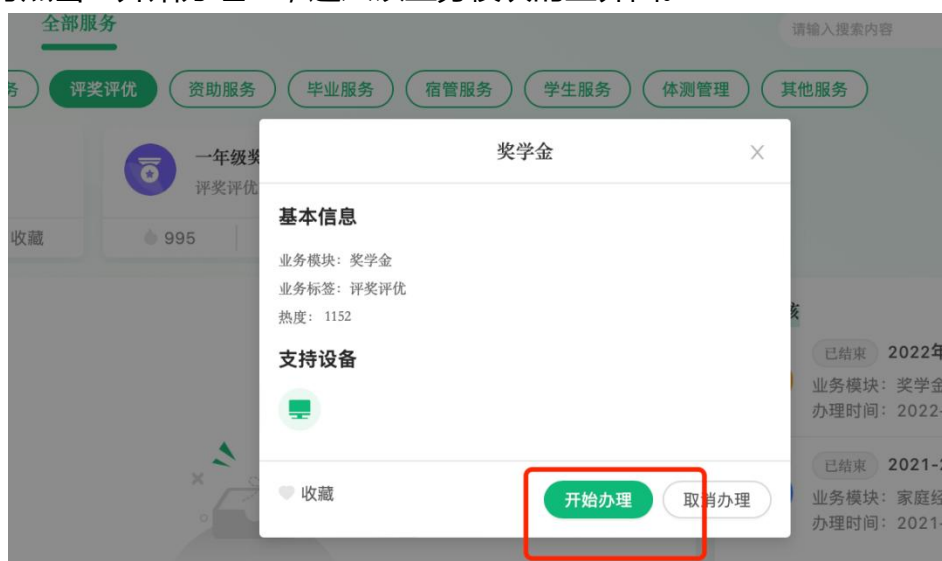 全部服务
请输入搜索内容
评奖评优
资助服务
毕业服务
宿管服务
学生服务
体测管理
其他服务
一年级奖
评奖评优
收藏
995
奖学金
基本信息
业务模块：奖学金
业务标签：评奖评优
热度：1152
支持设备
收藏
开始办理
取消办理
已结束 2022年
业务模块：奖学金
办理时间：2022-
已结束 2021-2
业务模块：家庭经
办理时间：2021-